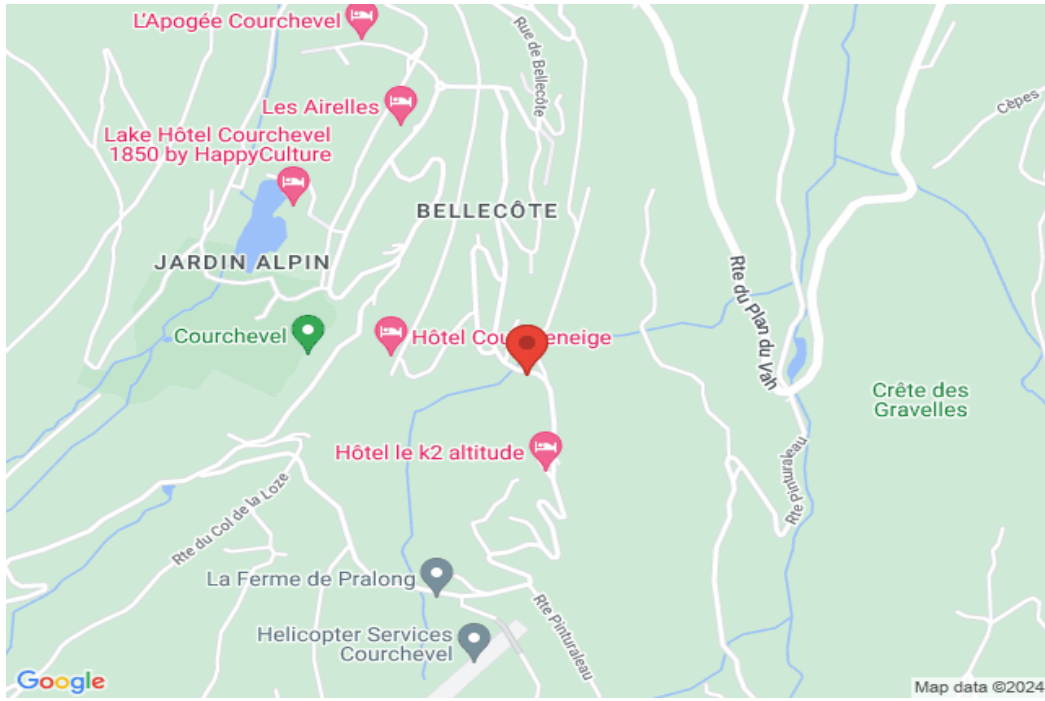 L'Apogée Courchevel
Rue de Bellecôte
Les Airelles
Cèpes
Lake Hôtel Courchevel
1850 by HappyCulture
BELLECÔTE
JARDIN ALPIN
Rte du Plan du Vah
Courchevel
Hôtel Cou eneige
Crête des
Gravelles
Hôtel le k2 altitude
Rte Pinturaleau
Rte du Col de la Loze
La Ferme de Pralong
Rte Pinturaleau
Helicopter Services
Courchevel
Google
Map data ©2024